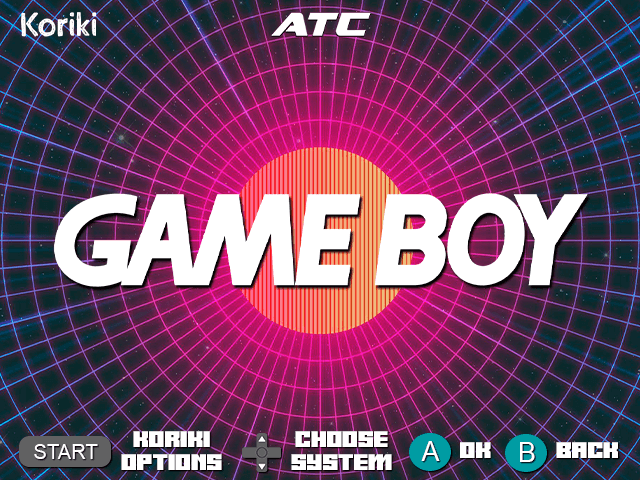 Koriki
ATC
GAME BOY
START
KORIKI
OPTIONS
CHOOSE
SYSTEM
A
OK
B
BACK